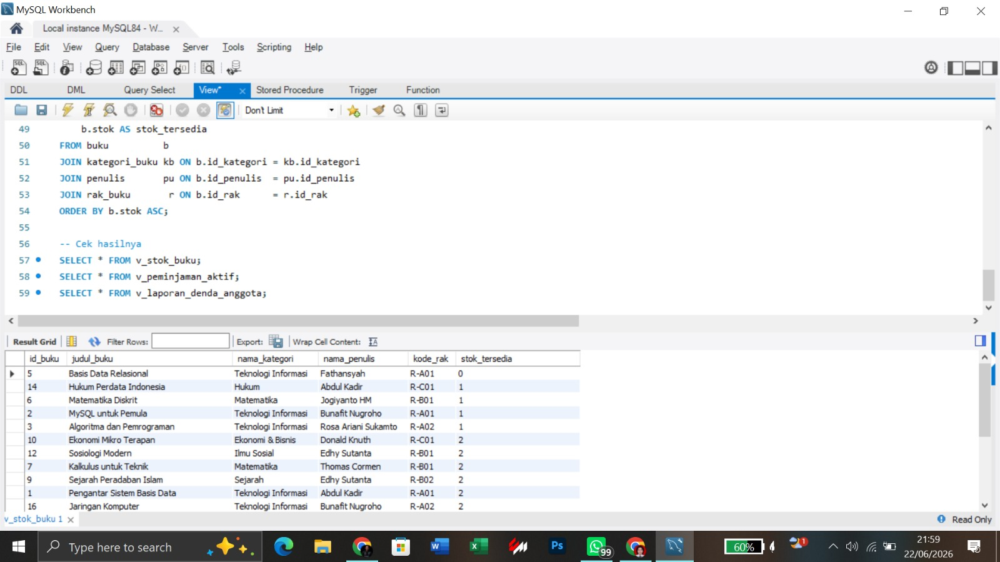 MySQL Workbench
Local instance MySQL84 - W...
File Edit View Query Database Server Tools Scripting Help
DDL DML Query Select View* Stored Procedure Trigger Function
Don't Limit
49 b.stok AS stok_tersedia
50 FROM buku b
51 JOIN kategori_buku kb ON b.id_kategori = kb.id_kategori
52 JOIN penulis pu ON b.id_penulis = pu.id_penulis
53 JOIN rak_buku r ON b.id_rak = r.id_rak
54 ORDER BY b.stok ASC;
55
56 -- Cek hasilnya
57 SELECT * FROM v_stok_buku;
58 SELECT * FROM v_peminjaman_aktif;
59 SELECT * FROM v_laporan_denda_anggota;
Result Grid Filter Rows: Export: Wrap Cell Content:
id_buku judul_buku nama_kategori nama_penulis kode_rak stok_tersedia
5 Basis Data Relasional Teknologi Informasi Fathansyah R-A01 0
14 Hukum Perdata Indonesia Hukum Abdul Kadir R-C01 1
6 Matematika Diskrit Matematika Jogiyanto HM R-B01 1
2 MySQL untuk Pemula Teknologi Informasi Bunafit Nugroho R-A01 1
3 Algoritma dan Pemrograman Teknologi Informasi Rosa Ariani Sukamto R-A02 1
10 Ekonomi Mikro Terapan Ekonomi & Bisnis Donald Knuth R-C01 2
12 Sosiologi Modern Ilmu Sosial Edhy Sutanta R-B01 2
7 Kalkulus untuk Teknik Matematika Thomas Cormen R-B01 2
9 Sejarah Peradaban Islam Sejarah Edhy Sutanta R-B02 2
1 Pengantar Sistem Basis Data Teknologi Informasi Abdul Kadir R-A01 2
16 Jaringan Komputer Teknologi Informasi Bunafit Nugroho R-A02 2
v_stok_buku 1
Read Only
Type here to search
99
60%
1
21:59
22/06/2026